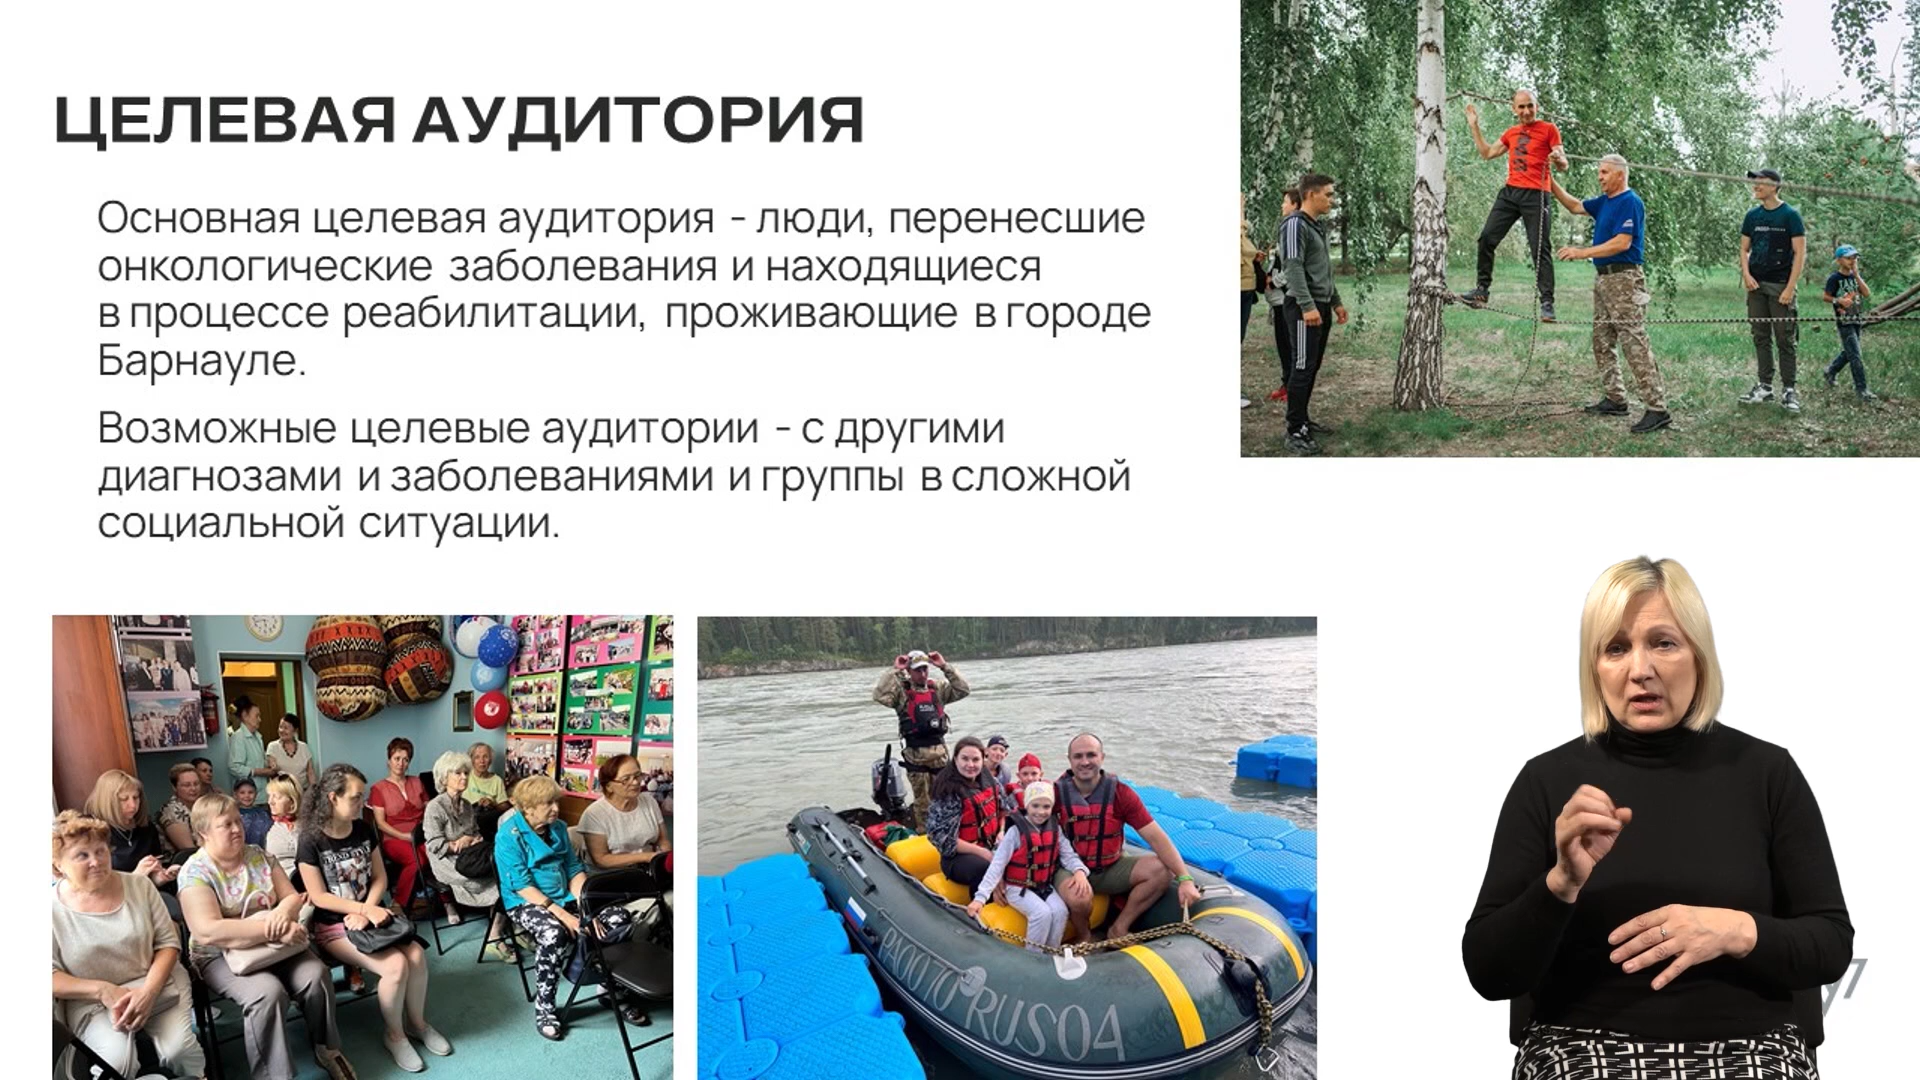 ЦЕЛЕВАЯ АУДИТОРИЯ
Основная целевая аудитория - люди, перенесшие
онкологические заболевания и находящиеся
в процессе реабилитации, проживающие в городе
Барнауле.
Возможные целевые аудитории - с другими
диагнозами и заболеваниями и группы в сложной
социальной ситуации.
RUS04